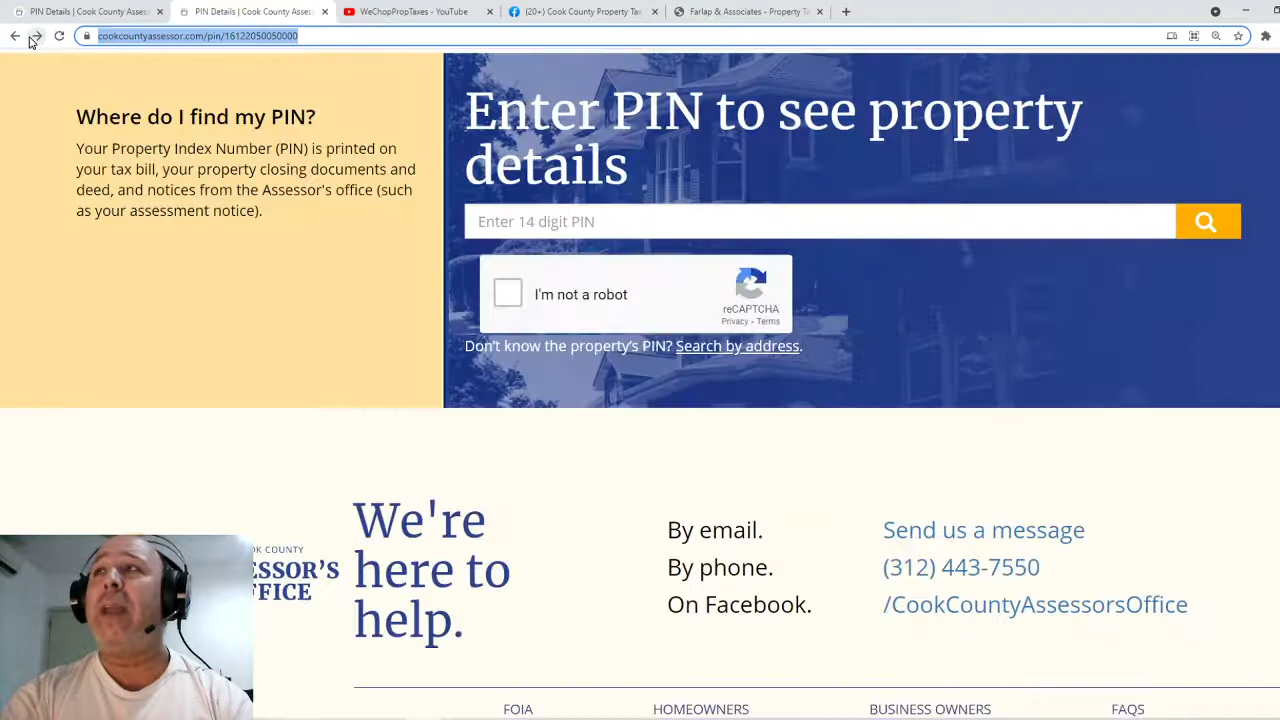 PIN Details | Cook County Assess
PIN Details | Cook County Assess
WeChopPropTaxes - YouTube
(20+) Cook County Property Tax
Farlap & Associates - Property T
cookcountyassessor.com/pin/16122050050000
Where do I find my PIN?
Your Property Index Number (PIN) is printed on
your tax bill, your property closing documents and
deed, and notices from the Assessor's office (such
as your assessment notice).
Enter PIN to see property
details
Enter 14 digit PIN
I'm not a robot
reCAPTCHA
Privacy - Terms
Don't know the property's PIN? Search by address.
OK COUNTY
ESSOR'S
FFICE
We're
here to
help.
By email.
Send us a message
By phone.
(312) 443-7550
On Facebook.
/CookCountyAssessorsOffice
FOIA
HOMEOWNERS
BUSINESS OWNERS
FAQS